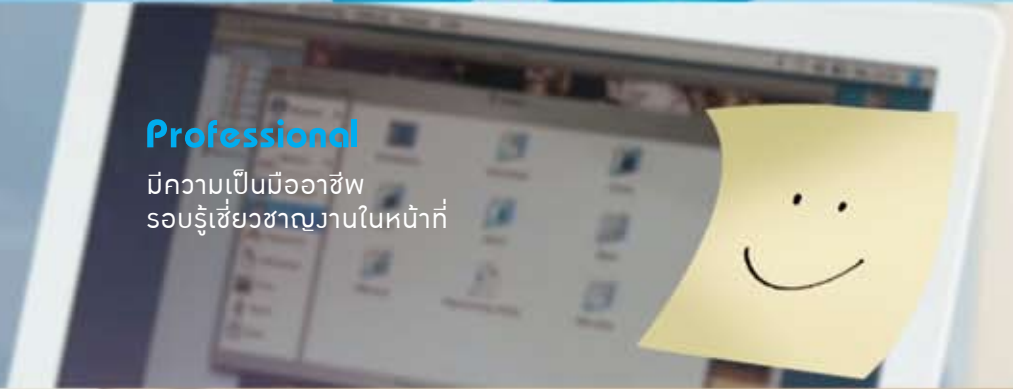 Professional
มีความเป็นมืออาชีพ
รอบรู้เชี่ยวชาญงานในหน้าที่